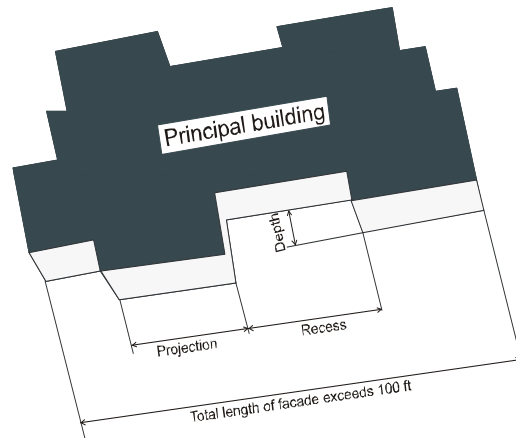 Principal building
Depth
Projection
Recess
Total length of facade exceeds 100 ft